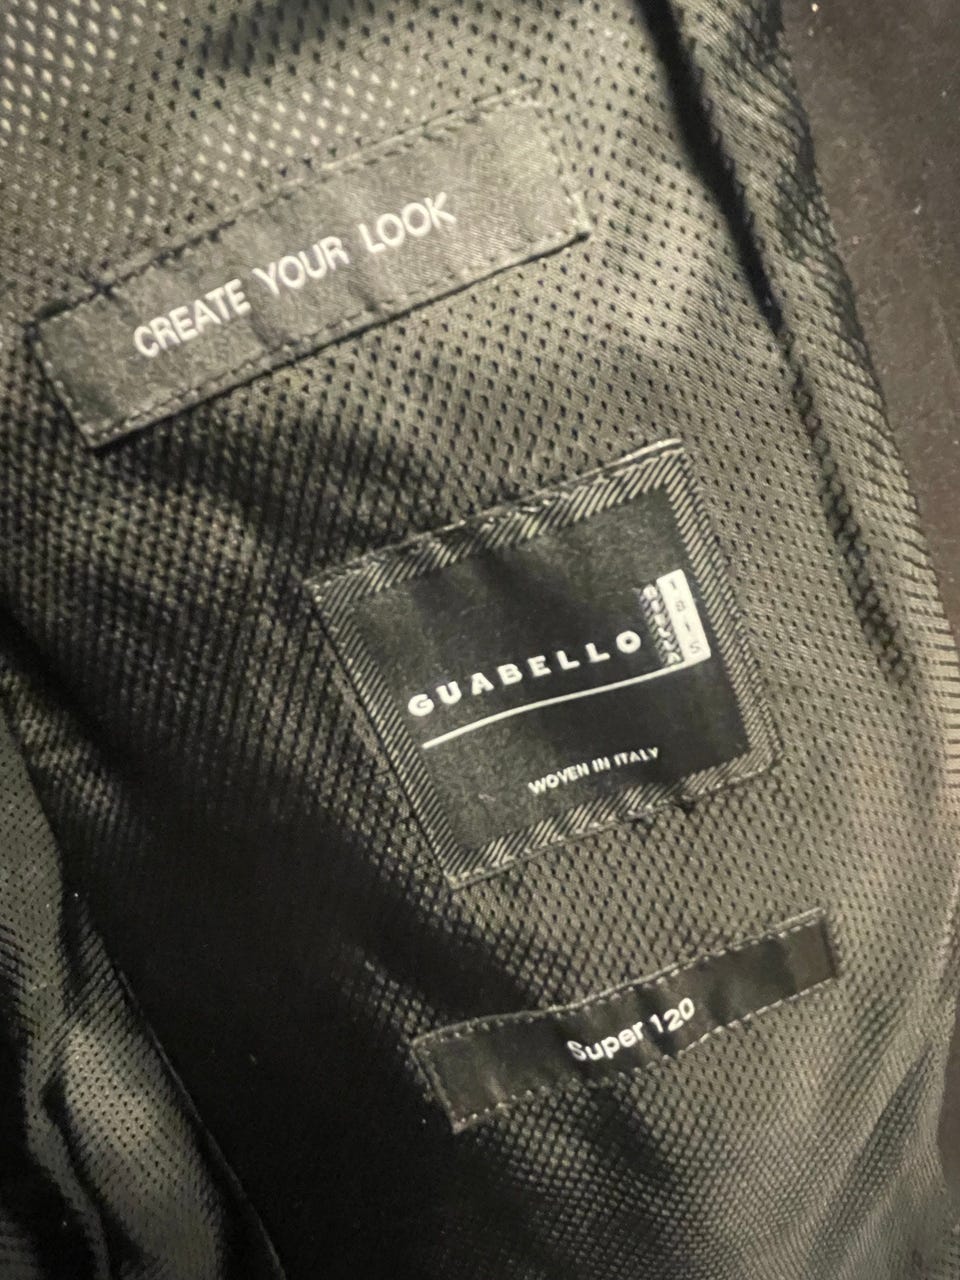 CREATE YOUR LOOK
GUABELLO
1815
WOVEN IN ITALY
Super 120